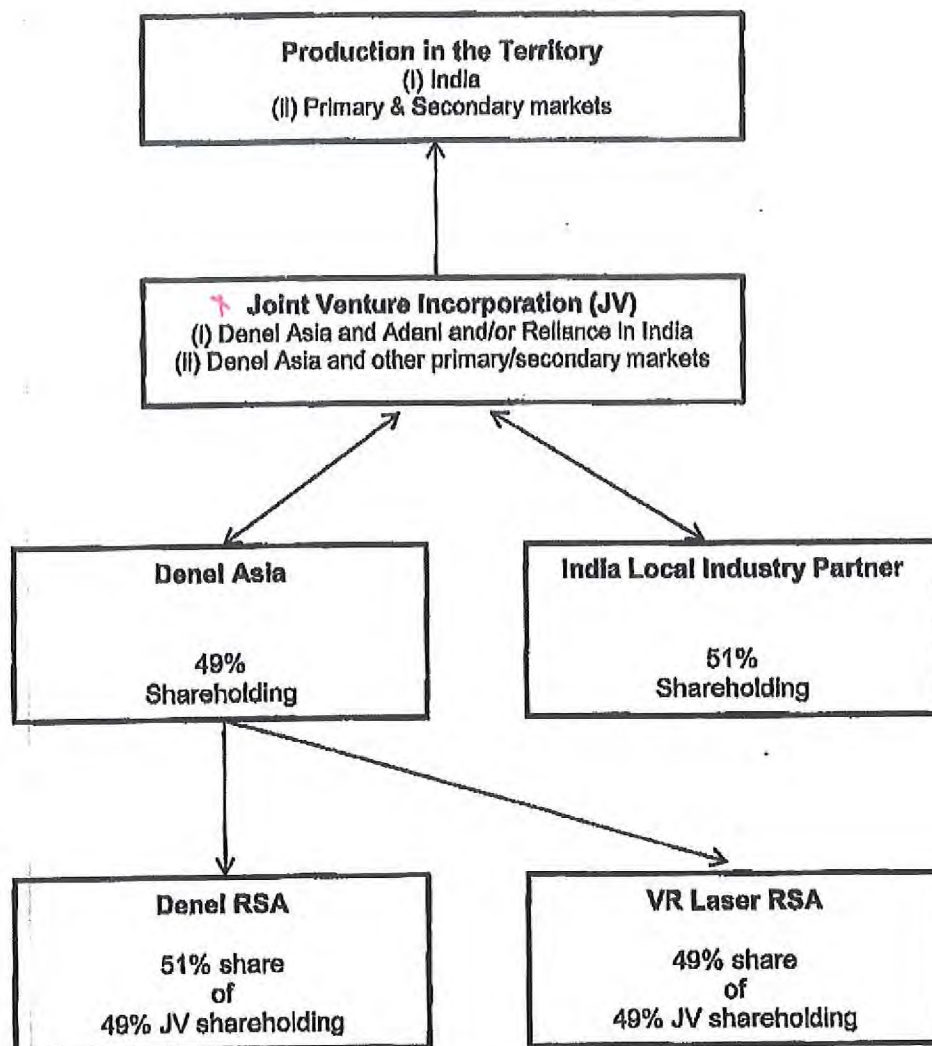 Production in the Territory
(i) India
(ii) Primary & Secondary markets
Joint Venture Incorporation (JV)
(i) Denel Asia and Adani and/or Reliance in India
(ii) Denel Asia and other primary/secondary markets
Denel Asia
49%
Shareholding
India Local Industry Partner
51%
Shareholding
Denel RSA
51% share
of
49% JV shareholding
VR Laser RSA
49% share
of
49% JV shareholding